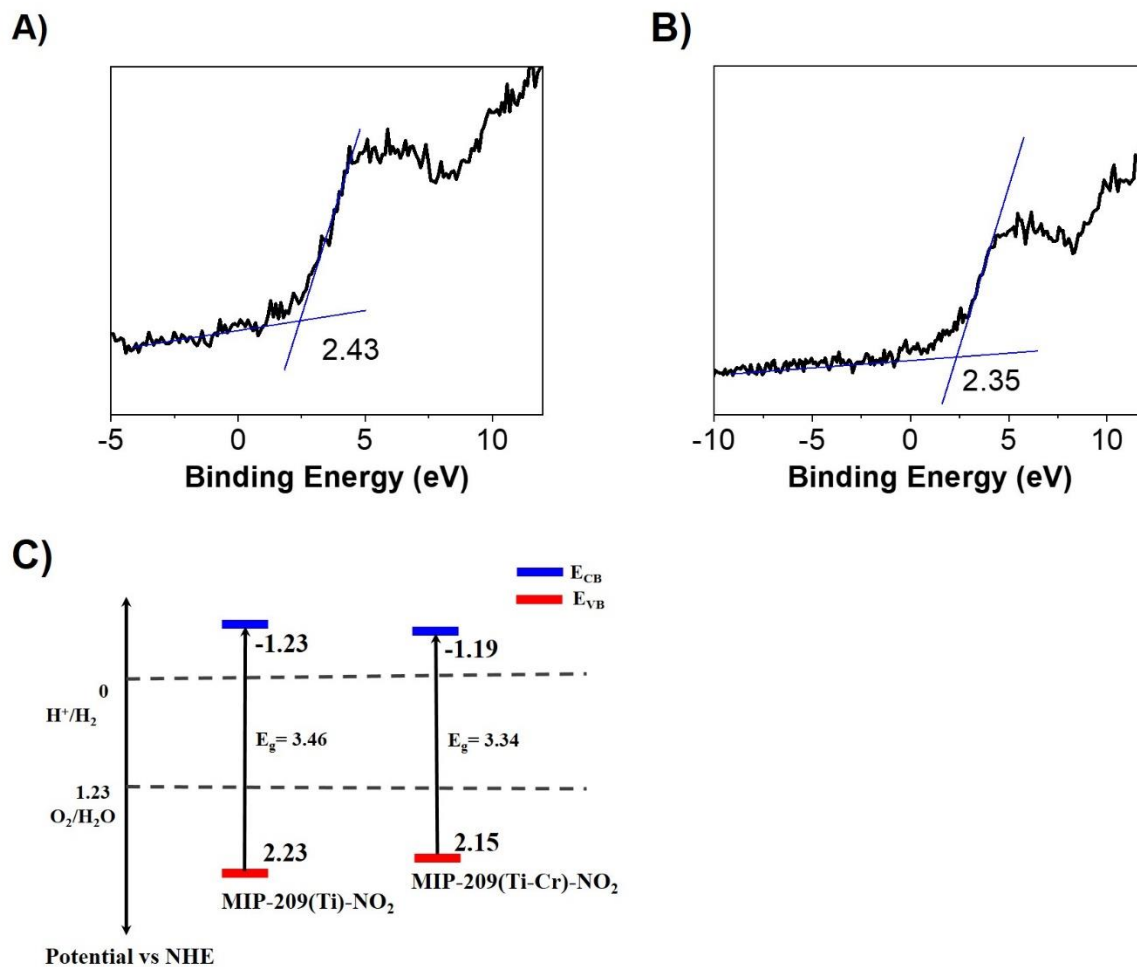 A)
2.43
-5 0 5 10
Binding Energy (eV)
B)
2.35
-10 -5 0 5 10
Binding Energy (eV)
C)
E_CB
E_VB
-1.23
-1.19
0
H⁺/H₂
E_g= 3.46
E_g= 3.34
1.23
O₂/H₂O
2.23
2.15
MIP-209(Ti)-NO₂
MIP-209(Ti-Cr)-NO₂
Potential vs NHE